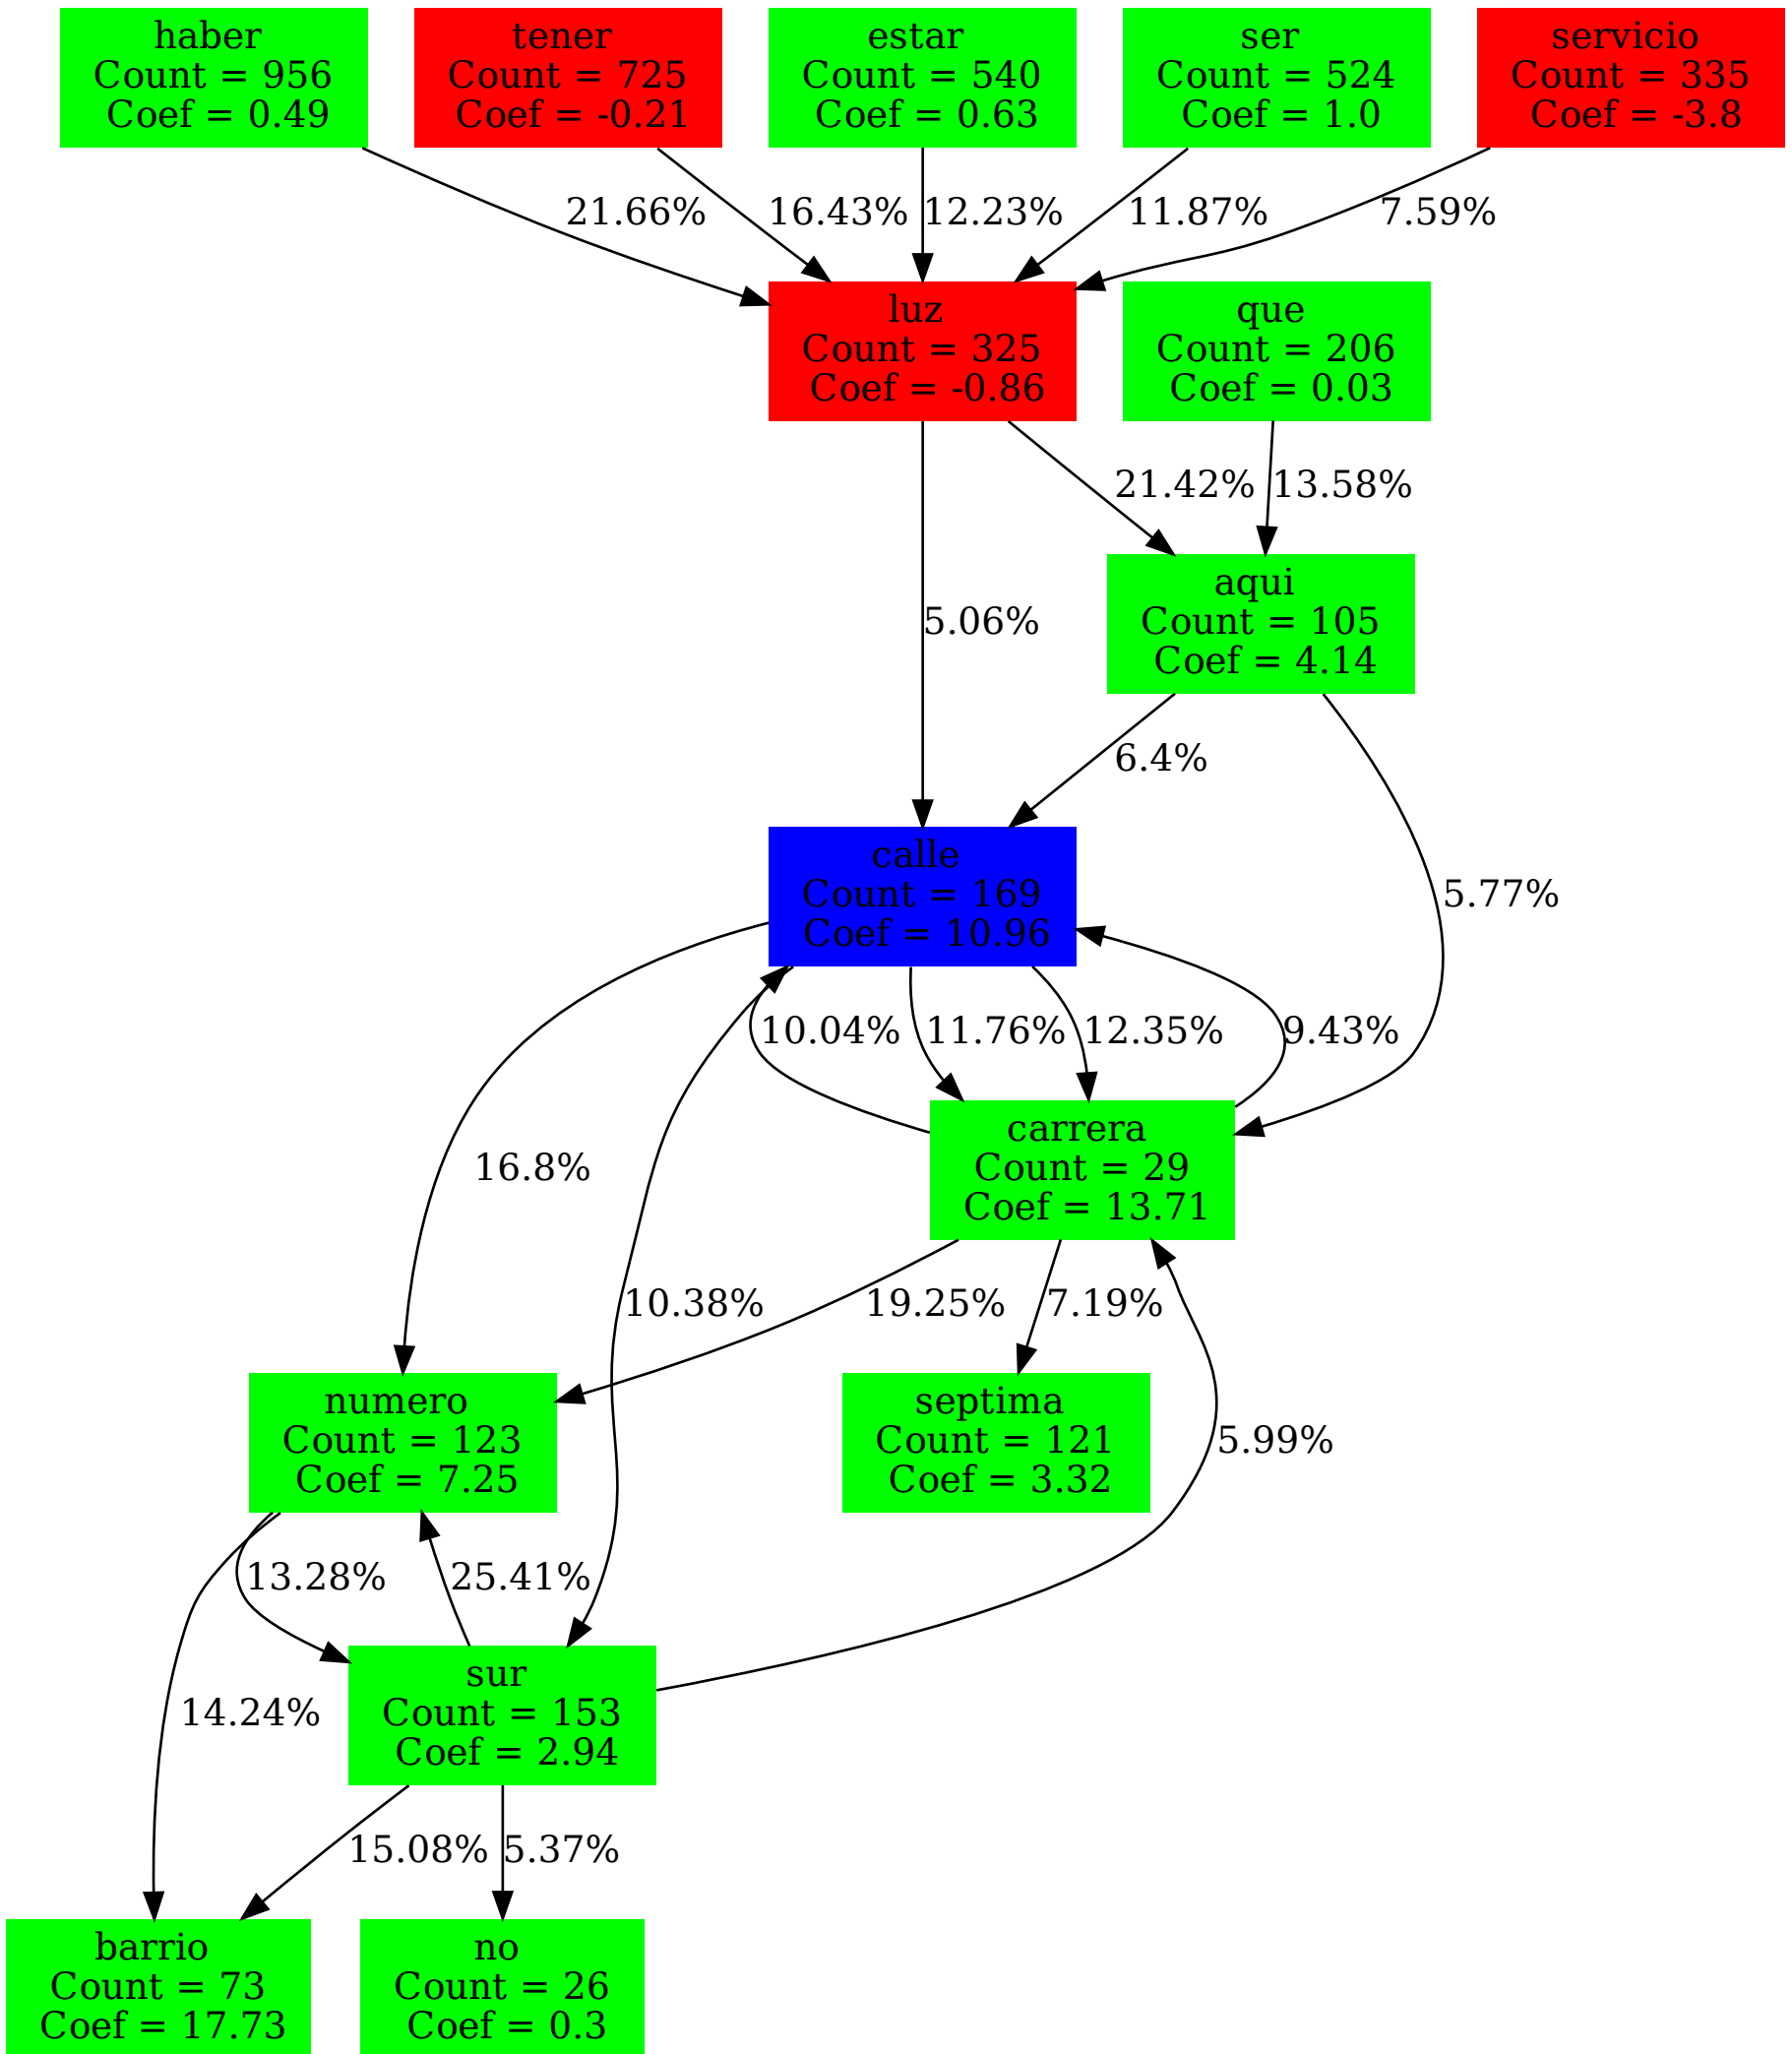 haber
Count = 956
Coef = 0.49
tener
Count = 725
Coef = -0.21
estar
Count = 540
Coef = 0.63
ser
Count = 524
Coef = 1.0
servicio
Count = 335
Coef = -3.8
21.66%
16.43%
12.23%
11.87%
7.59%
luz
Count = 325
Coef = -0.86
que
Count = 206
Coef = 0.03
21.42%
13.58%
aqui
Count = 105
Coef = 4.14
5.06%
6.4%
calle
Count = 169
Coef = 10.96
5.77%
10.04%
11.76%
12.35%
9.43%
carrera
Count = 29
Coef = 13.71
16.8%
10.38%
19.25%
7.19%
numero
Count = 123
Coef = 7.25
septima
Count = 121
Coef = 3.32
5.99%
13.28%
25.41%
sur
Count = 153
Coef = 2.94
14.24%
15.08%
5.37%
barrio
Count = 73
Coef = 17.73
no
Count = 26
Coef = 0.3